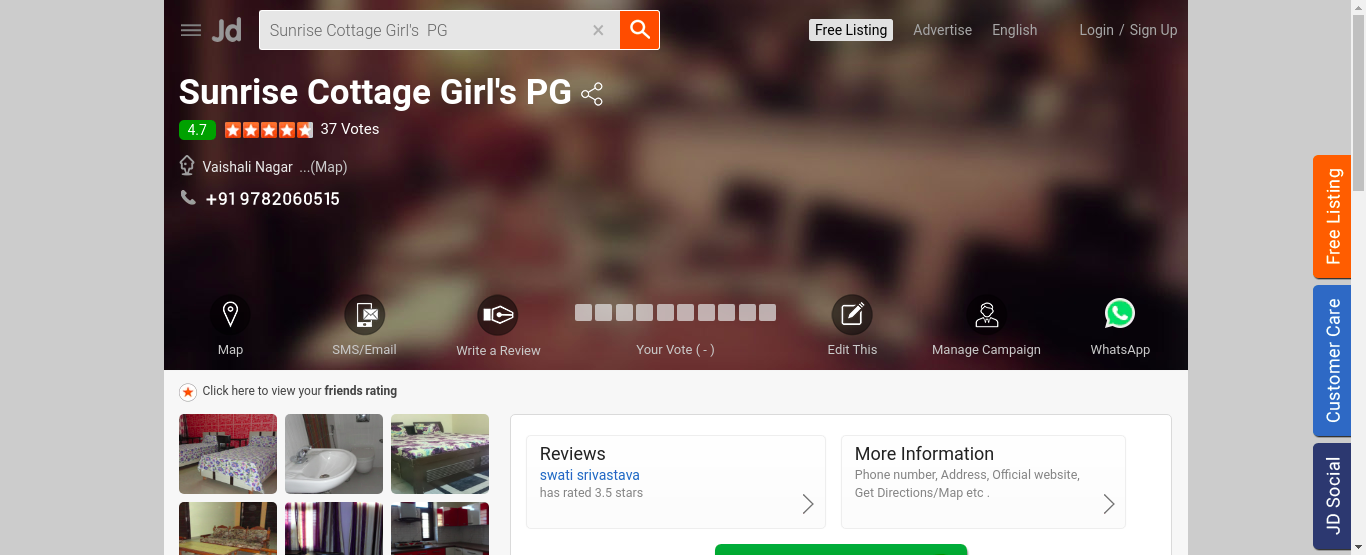 Jd
Sunrise Cottage Girl's  PG
Free Listing
Advertise
English
Login / Sign Up
Sunrise Cottage Girl's PG
4.7
37 Votes
Vaishali Nagar ...(Map)
+91 9782060515
Map
SMS/Email
Write a Review
Your Vote ( - )
Edit This
Manage Campaign
WhatsApp
Click here to view your friends rating
Reviews
swati srivastava
has rated 3.5 stars
More Information
Phone number, Address, Official website,
Get Directions/Map etc .
Free Listing
Customer Care
JD Social